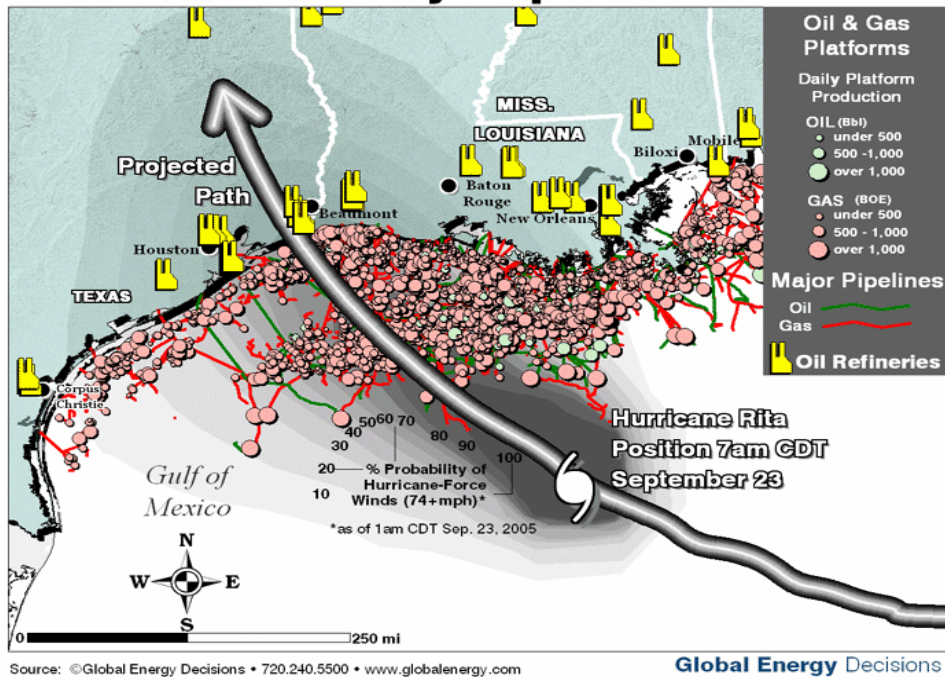 Oil & Gas
Platforms
Daily Platform
Production
OIL (Bbl)
under 500
500 -1,000
over 1,000
GAS (BOE)
under 500
500 - 1,000
over 1,000
Major Pipelines
Oil
Gas
Oil Refineries
MISS.
LOUISIANA
Biloxi
Mobile
Projected
Path
Baton
Rouge
Beaumont
New Orleans
Houston
TEXAS
Corpus
Christie
Hurricane Rita
Position 7am CDT
September 23
10
20
30
40
50
60
70
80
90
100
% Probability of
Hurricane-Force
Winds (74+mph)*
*as of 1am CDT Sep. 23, 2005
Gulf of
Mexico
N
W
E
S
0
250 mi
Source: ©Global Energy Decisions • 720.240.5500 • www.globalenergy.com
Global Energy Decisions